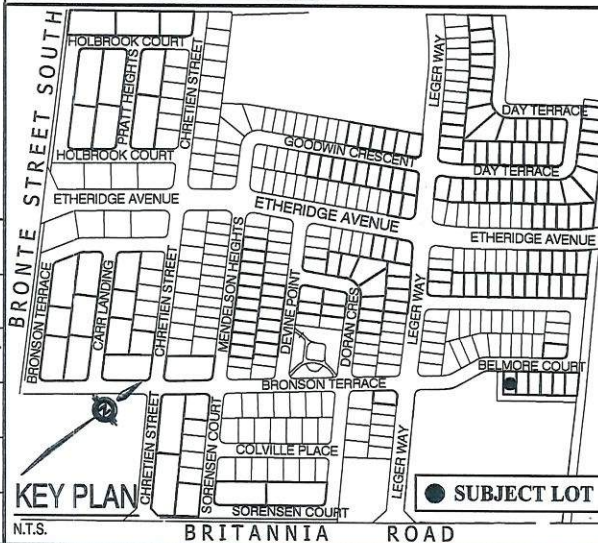 HOLBROOK COURT
BRONTE STREET SOUTH
PRATT HEIGHTS
CHRETIEN STREET
LEGER WAY
DAY TERRACE
GOODWIN CRESCENT
HOLBROOK COURT
DAY TERRACE
ETHERIDGE AVENUE
ETHERIDGE AVENUE
ETHERIDGE AVENUE
BRONSON TERRACE
CARR LANDING
CHRETIEN STREET
MENDELSON HEIGHTS
DEVINE POINT
DORAN CRES
LEGER WAY
BELMORE COURT
BRONSON TERRACE
N
CHRETIEN STREET
SORENSEN COURT
COLVILLE PLACE
LEGER WAY
KEY PLAN
SUBJECT LOT
SORENSEN COURT
N.T.S.
BRITANNIA ROAD